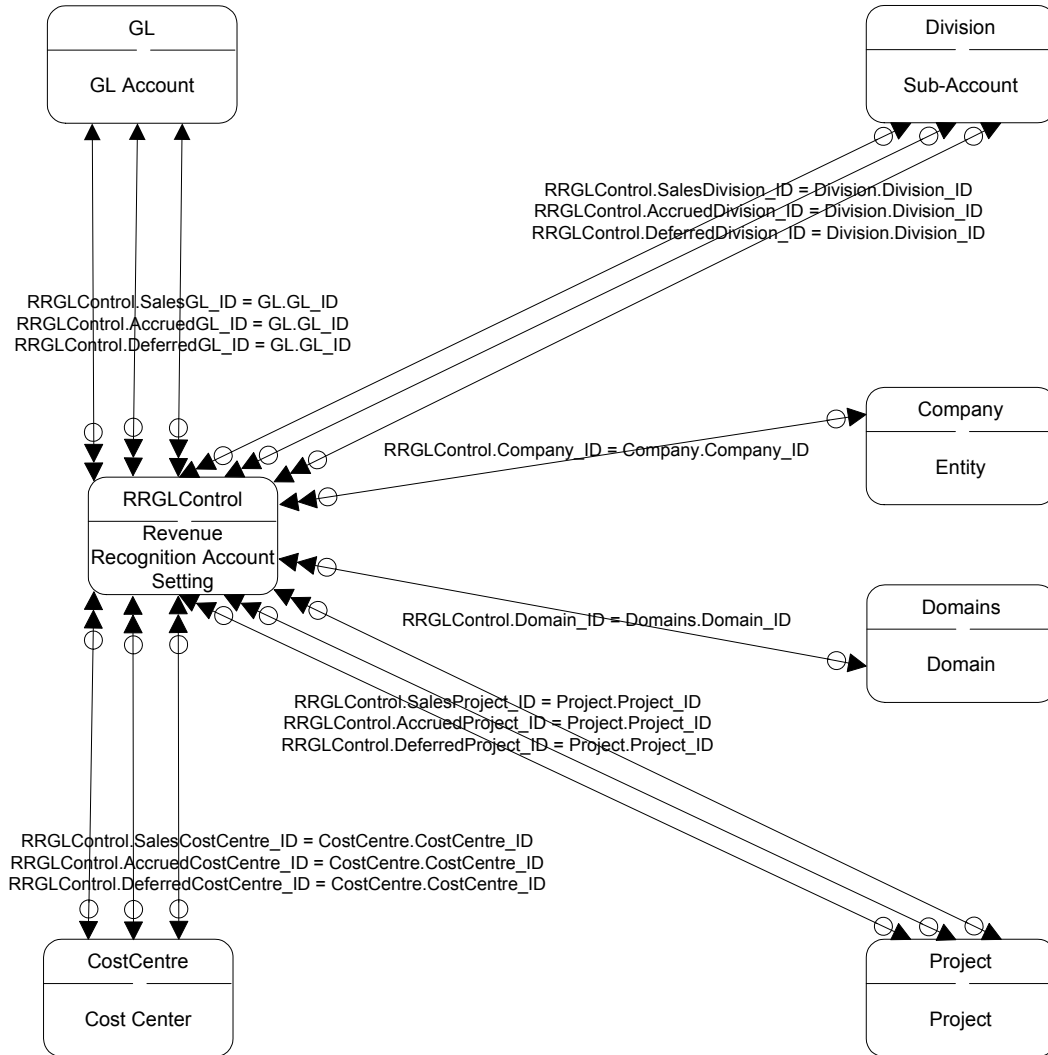 GL
GL Account
Division
Sub-Account
RRGLControl.SalesDivision_ID = Division.Division_ID
RRGLControl.AccruedDivision_ID = Division.Division_ID
RRGLControl.DeferredDivision_ID = Division.Division_ID
RRGLControl.SalesGL_ID = GL.GL_ID
RRGLControl.AccruedGL_ID = GL.GL_ID
RRGLControl.DeferredGL_ID = GL.GL_ID
Company
Entity
RRGLControl.Company_ID = Company.Company_ID
RRGLControl
Revenue
Recognition Account
Setting
Domains
Domain
RRGLControl.Domain_ID = Domains.Domain_ID
RRGLControl.SalesProject_ID = Project.Project_ID
RRGLControl.AccruedProject_ID = Project.Project_ID
RRGLControl.DeferredProject_ID = Project.Project_ID
RRGLControl.SalesCostCentre_ID = CostCentre.CostCentre_ID
RRGLControl.AccruedCostCentre_ID = CostCentre.CostCentre_ID
RRGLControl.DeferredCostCentre_ID = CostCentre.CostCentre_ID
CostCentre
Cost Center
Project
Project